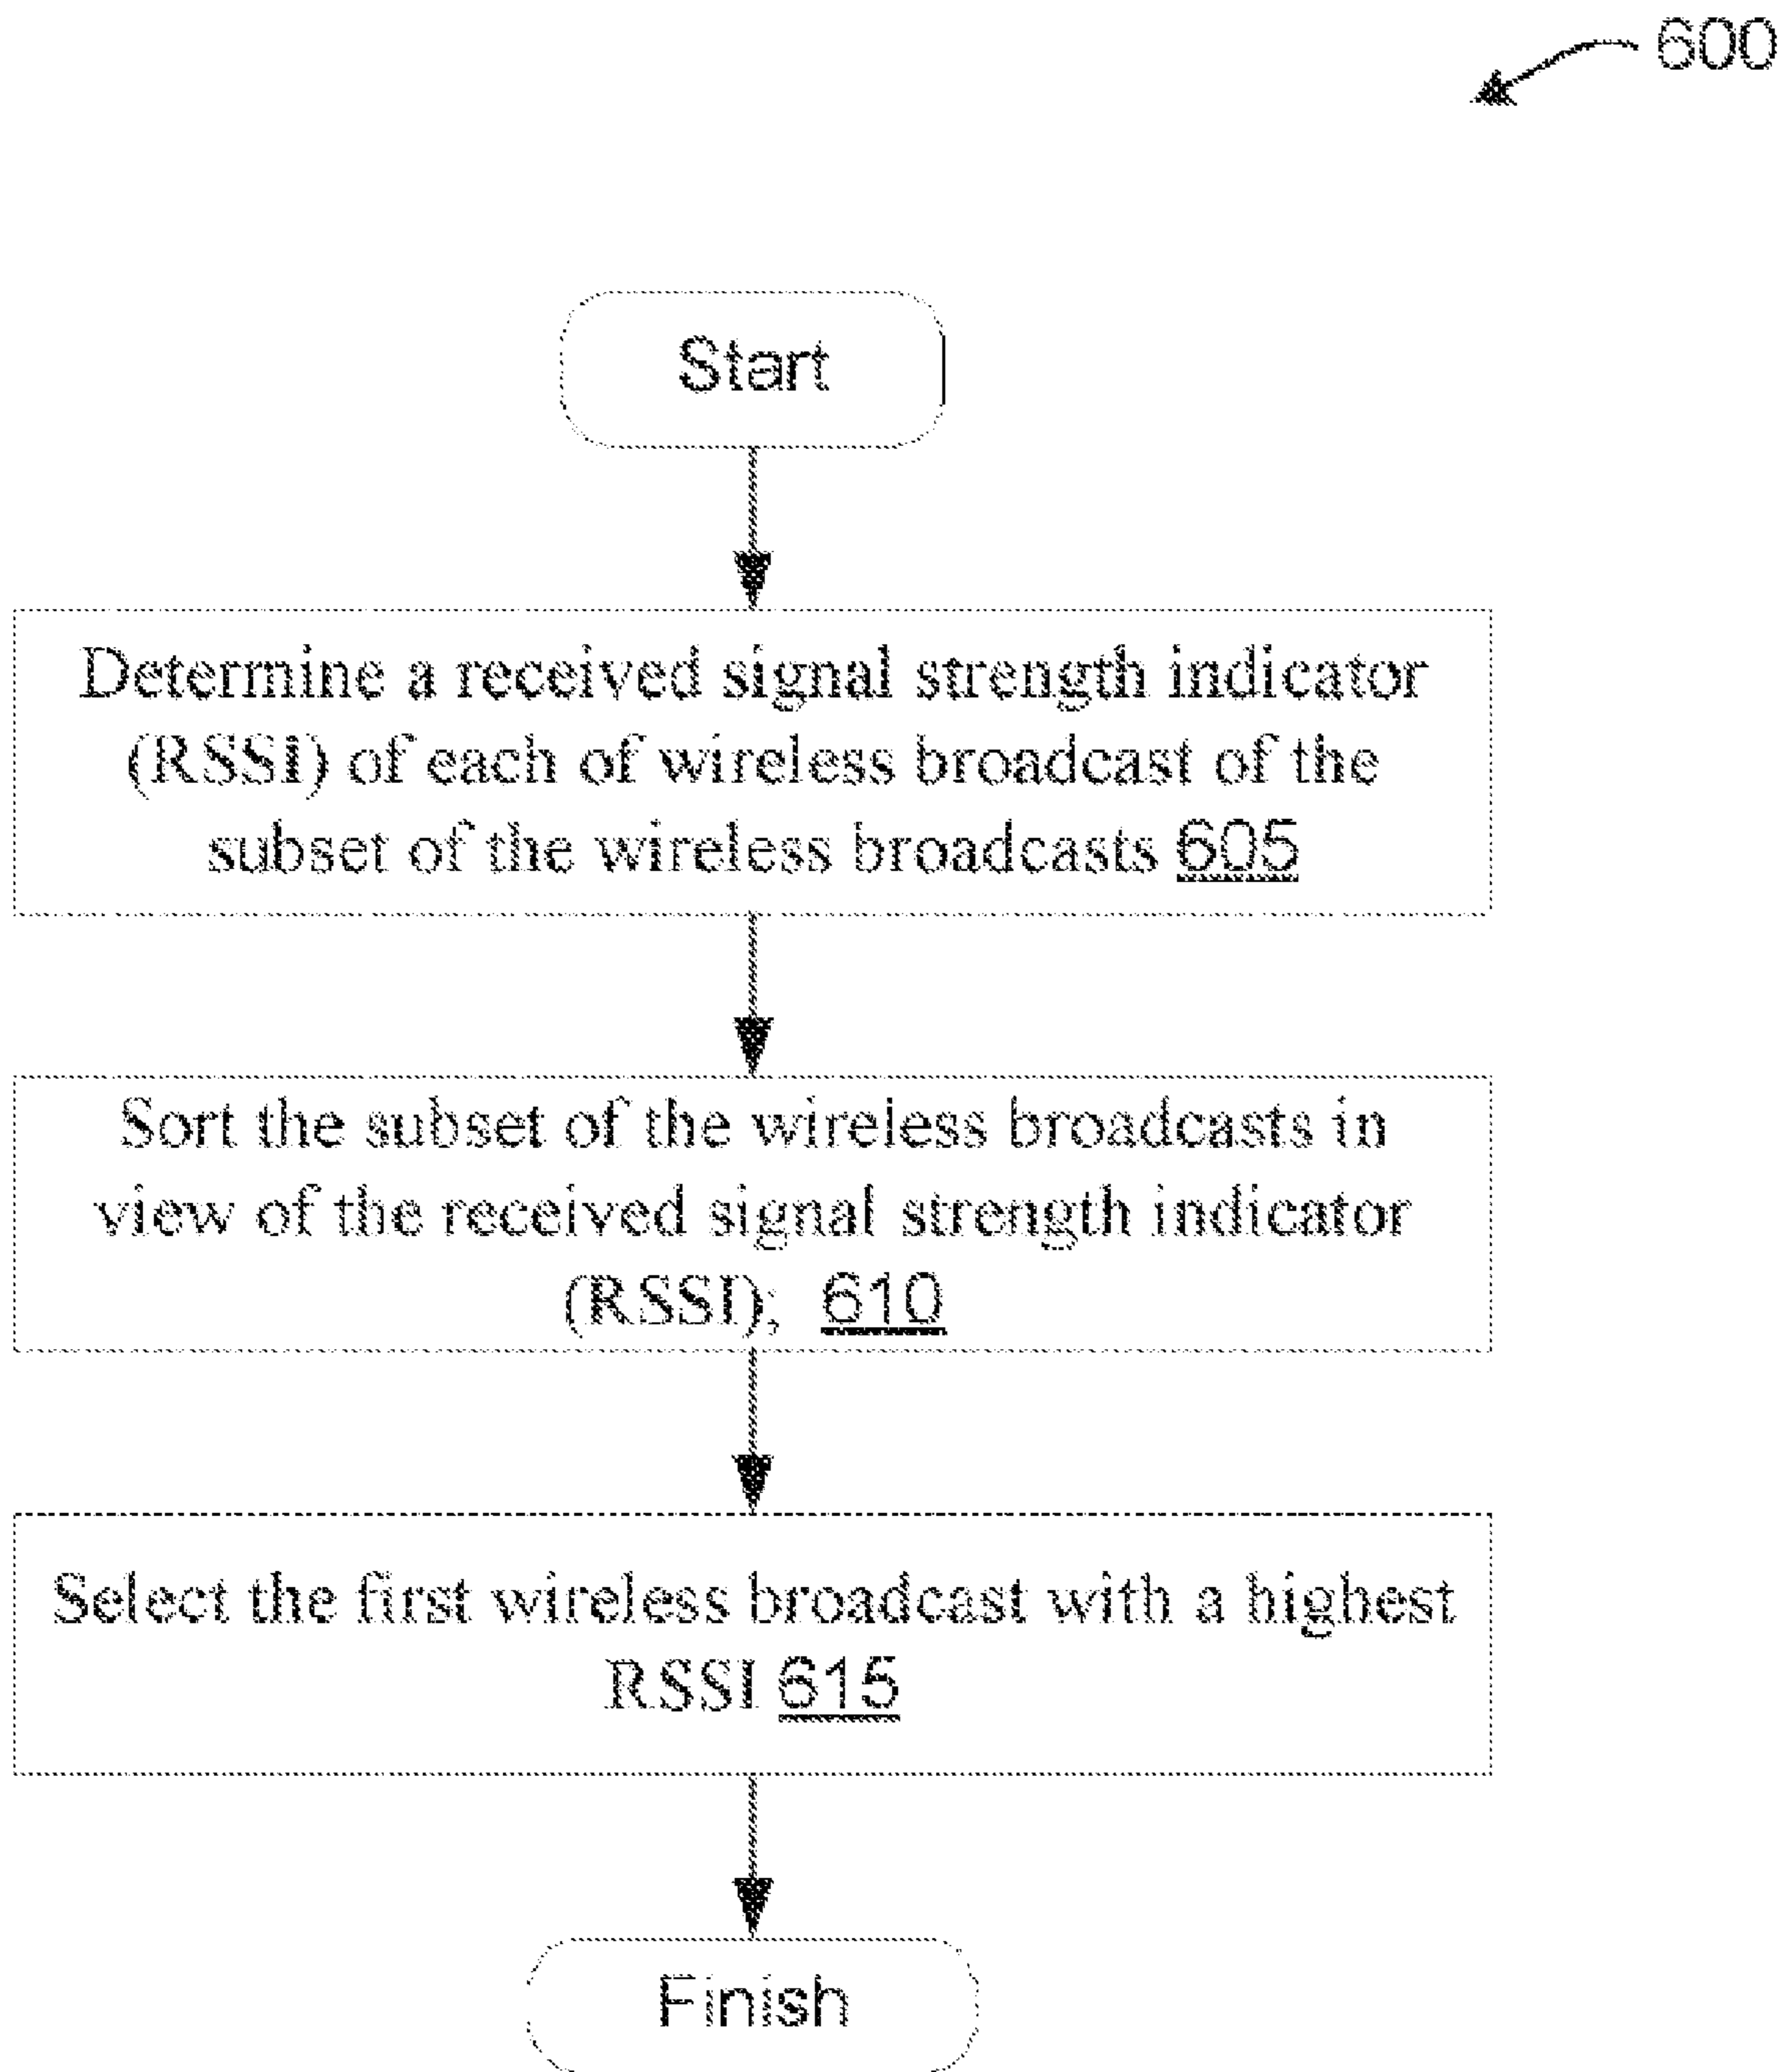 600
Start
Determine a received signal strength indicator
(RSSI) of each of wireless broadcast of the
subset of the wireless broadcasts 605
Sort the subset of the wireless broadcasts in
view of the received signal strength indicator
(RSSI); 610
Select the first wireless broadcast with a highest
RSSI 615
Finish